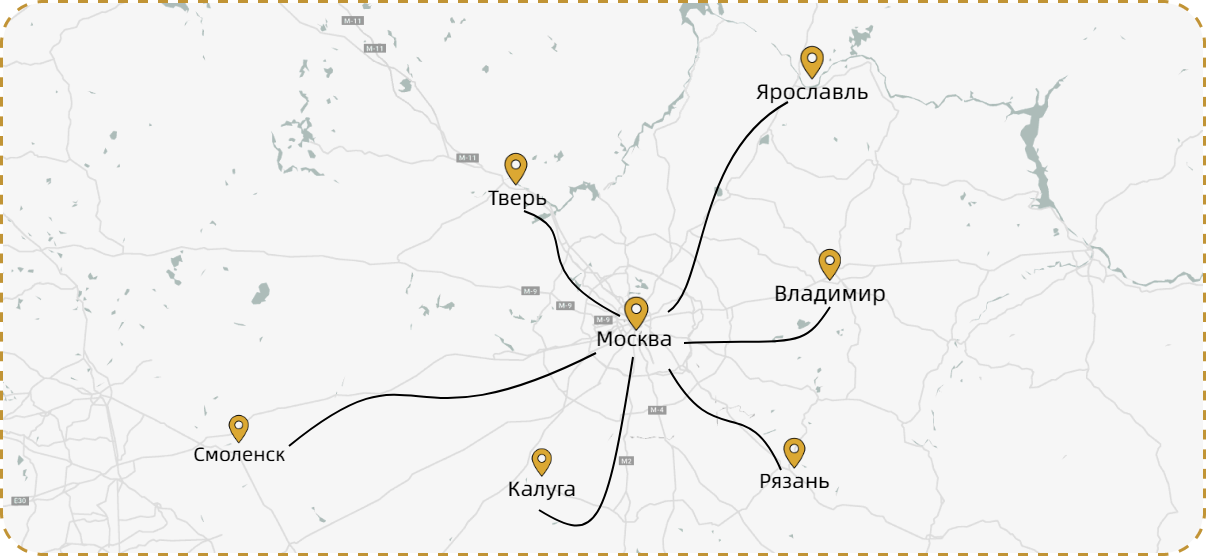 M-11
M-11
Ярославль
M-11
Тверь
Владимир
M-9
M-9
M-9
Москва
M-4
Смоленск
M2
Рязань
Калуга
E30